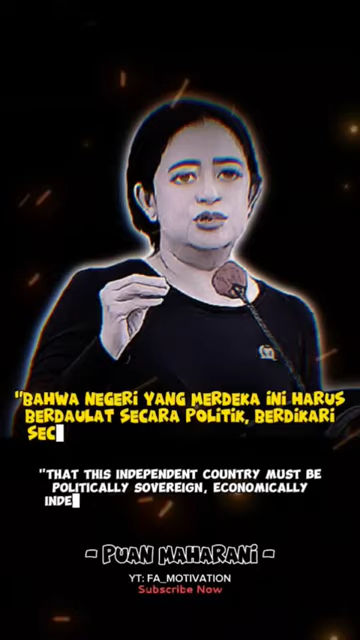 "BAHWA NEGERI YANG MERDEKA INI HARUS
BERDAULAT SECARA POLITIK, BERDIKARI
SEC
"THAT THIS INDEPENDENT COUNTRY MUST BE
POLITICALLY SOVEREIGN, ECONOMICALLY
INDE
- PUAN MAHARANI -
YT: FA_MOTIVATION
Subscribe Now